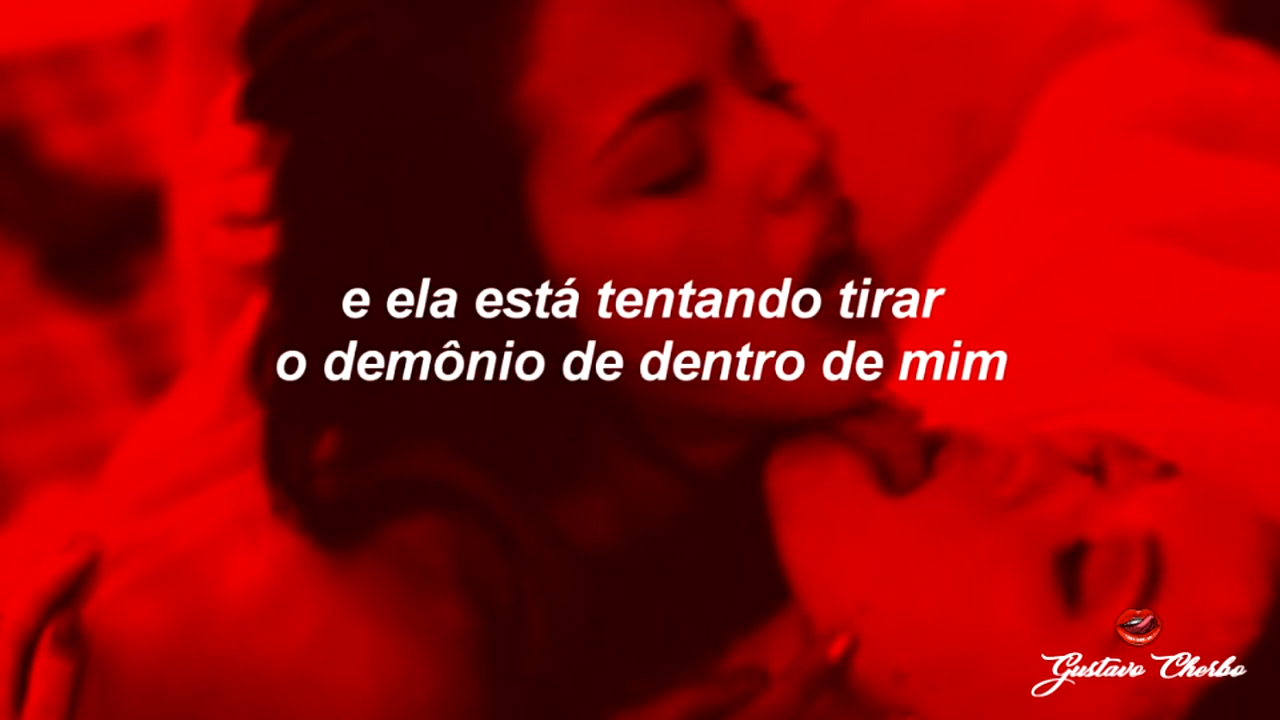 e ela está tentando tirar
o demônio de dentro de mim
Gustavo Cherbo